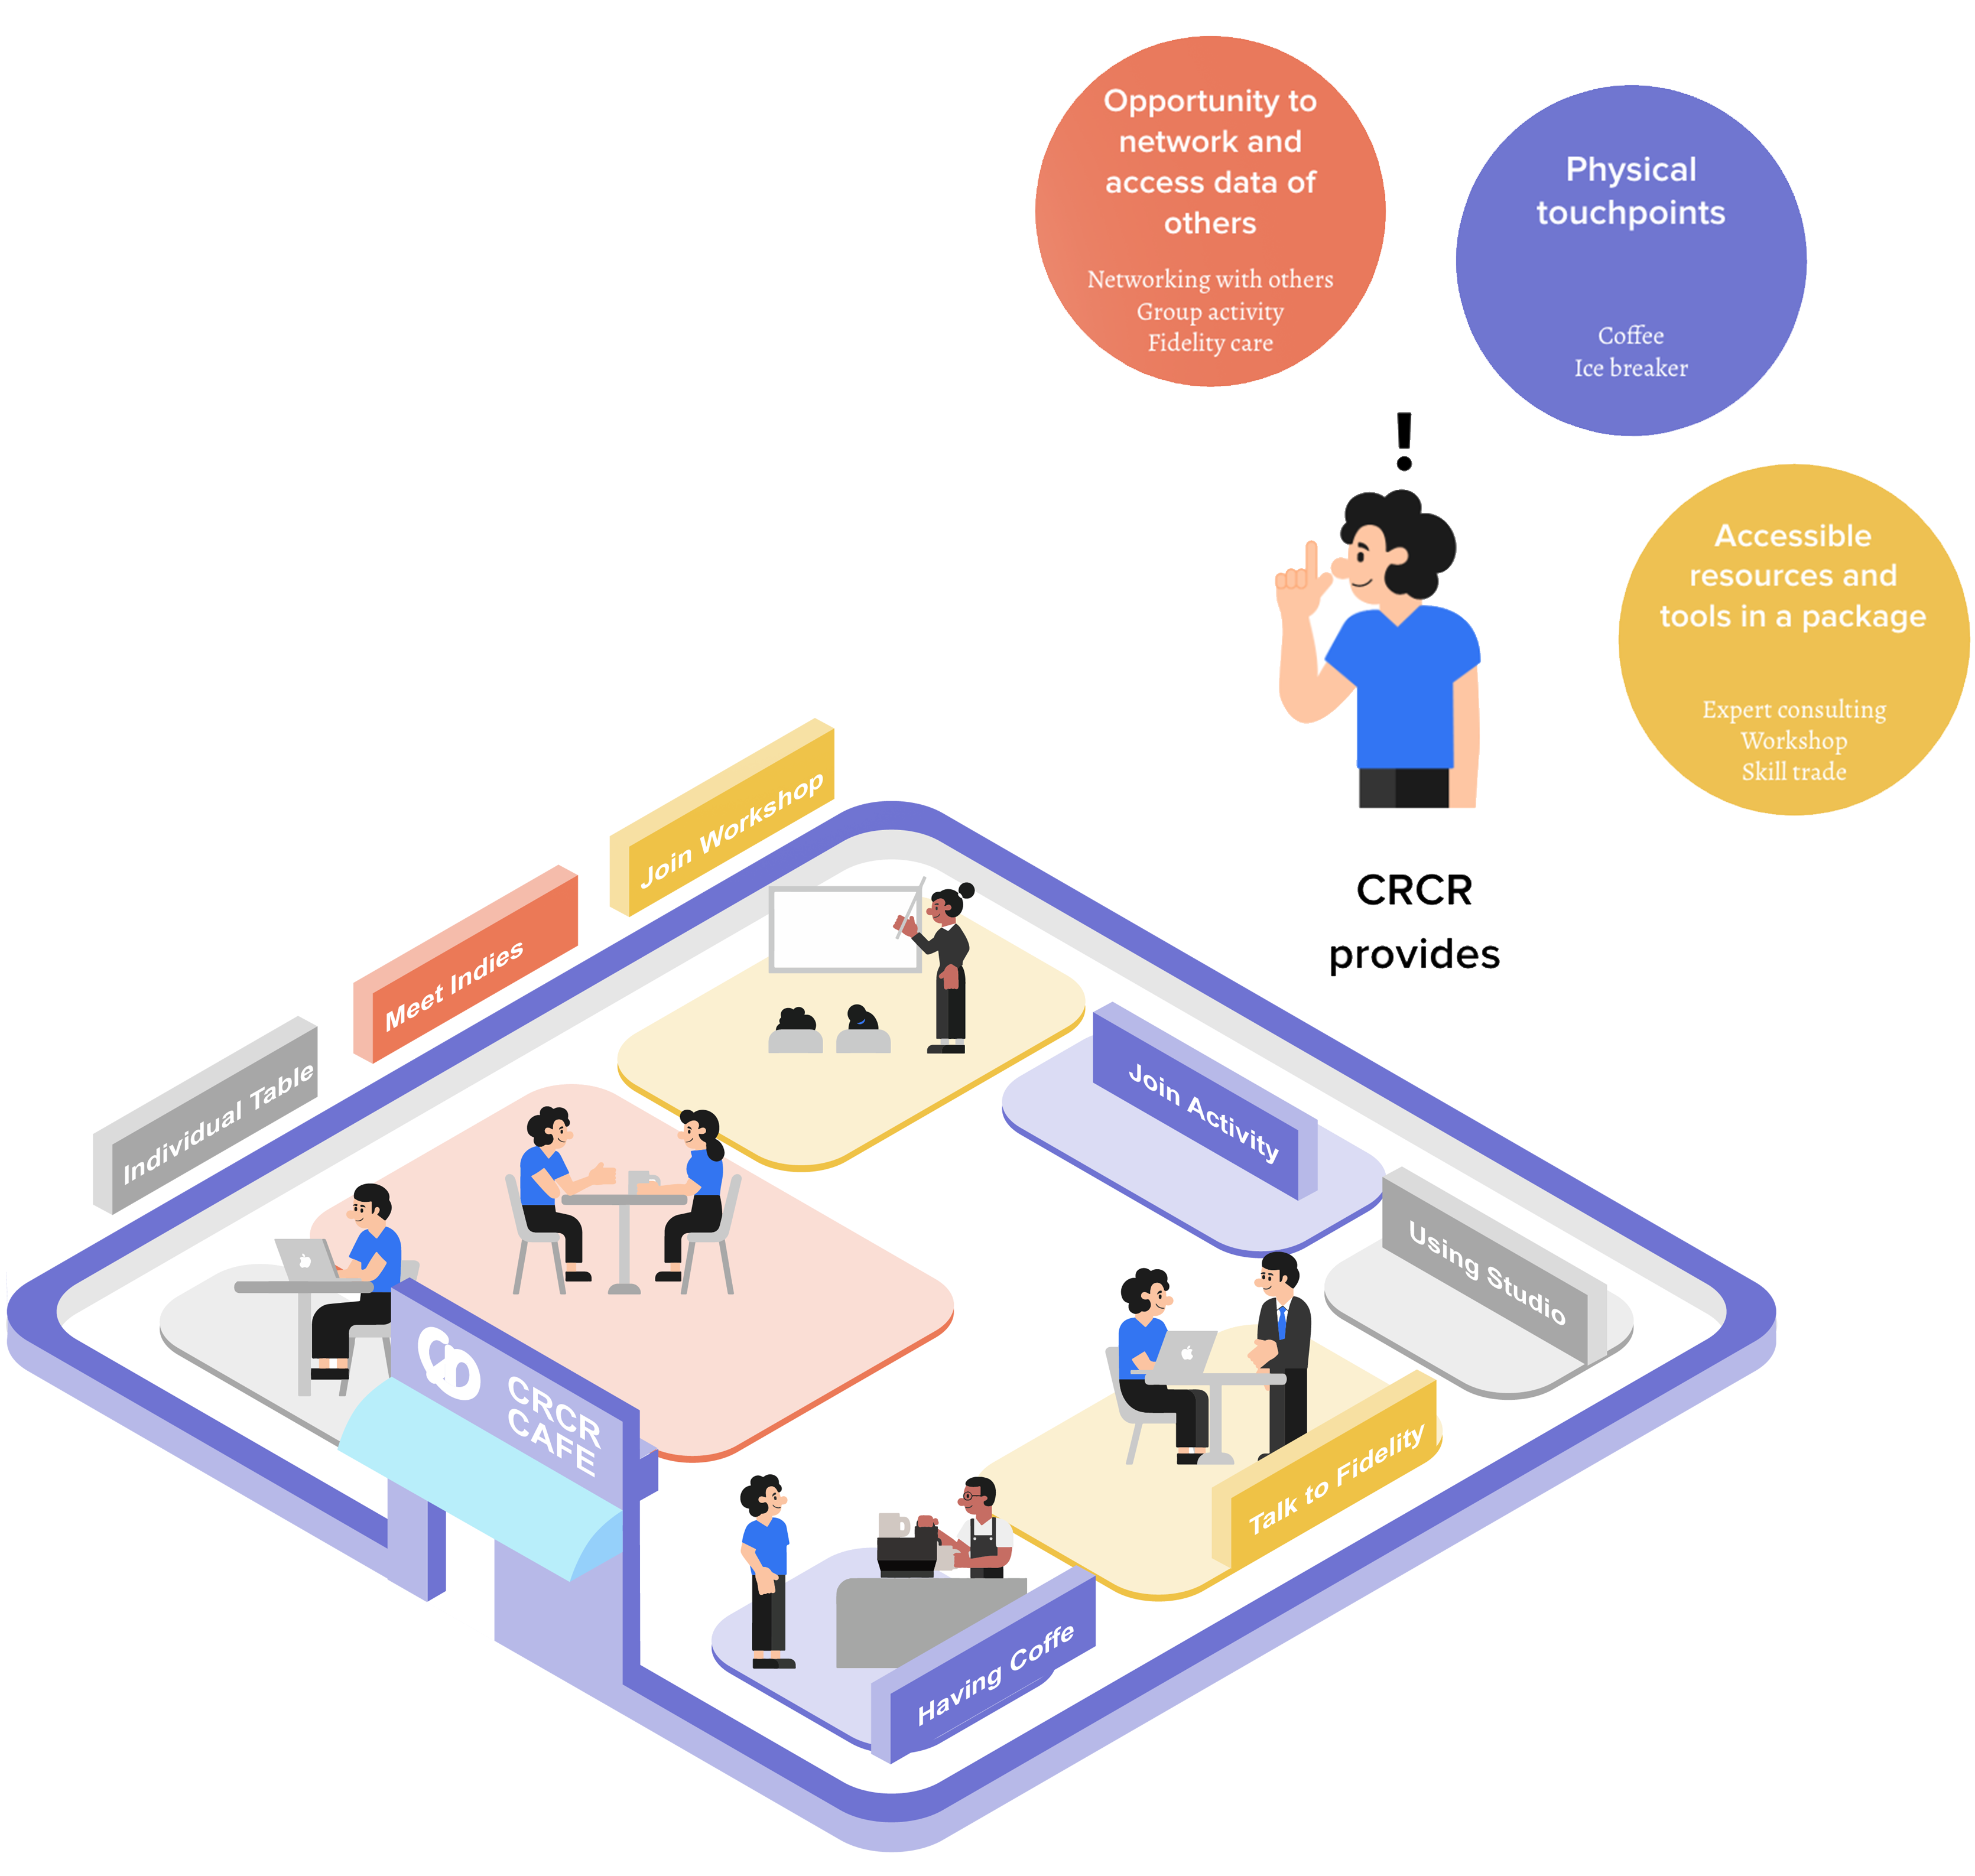 Opportunity to
network and
access data of
others
Networking with others
Group activity
Fidelity care
Physical
touchpoints
Coffee
Ice breaker
!
Accessible
resources and
tools in a package
Expert consulting
Workshop
Skill trade
CRCR
provides
Join Workshop
Meet Indies
Individual Table
Join Activity
Using Studio
CRCR
CAFE
Talk to Fidelity
Having Coffe